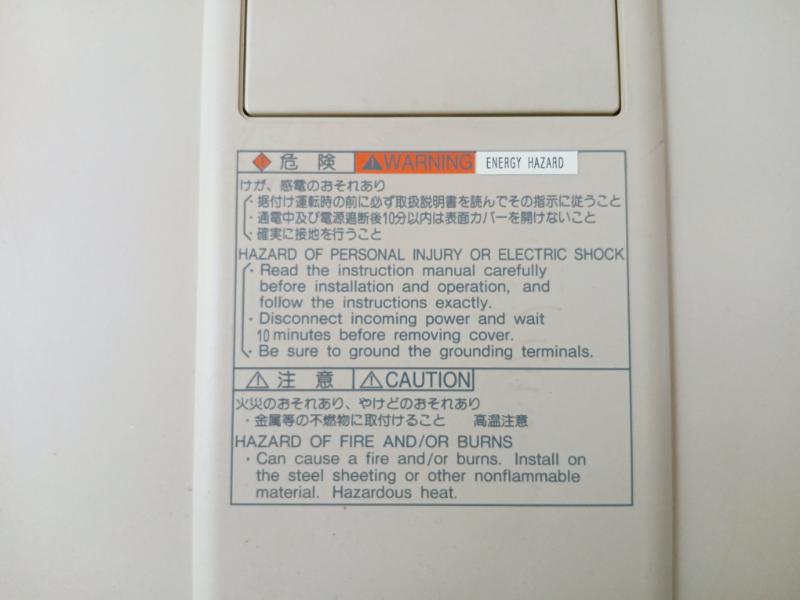 危険 WARNING ENERGY HAZARD
けが、感電のおそれあり
・据付け運転時の前に必ず取扱説明書を読んでその指示に従うこと
・通電中及び電源遮断後10分以内は表面カバーを開けないこと
・確実に接地を行うこと
HAZARD OF PERSONAL INJURY OR ELECTRIC SHOCK
・Read the instruction manual carefully
before installation and operation, and
follow the instructions exactly.
・Disconnect incoming power and wait
10 minutes before removing cover.
・Be sure to ground the grounding terminals.
注意 CAUTION
火災のおそれあり、やけどのおそれあり
・金属等の不燃物に取付けること 高温注意
HAZARD OF FIRE AND/OR BURNS
・Can cause a fire and/or burns. Install on
the steel sheeting or other nonflammable
material. Hazardous heat.